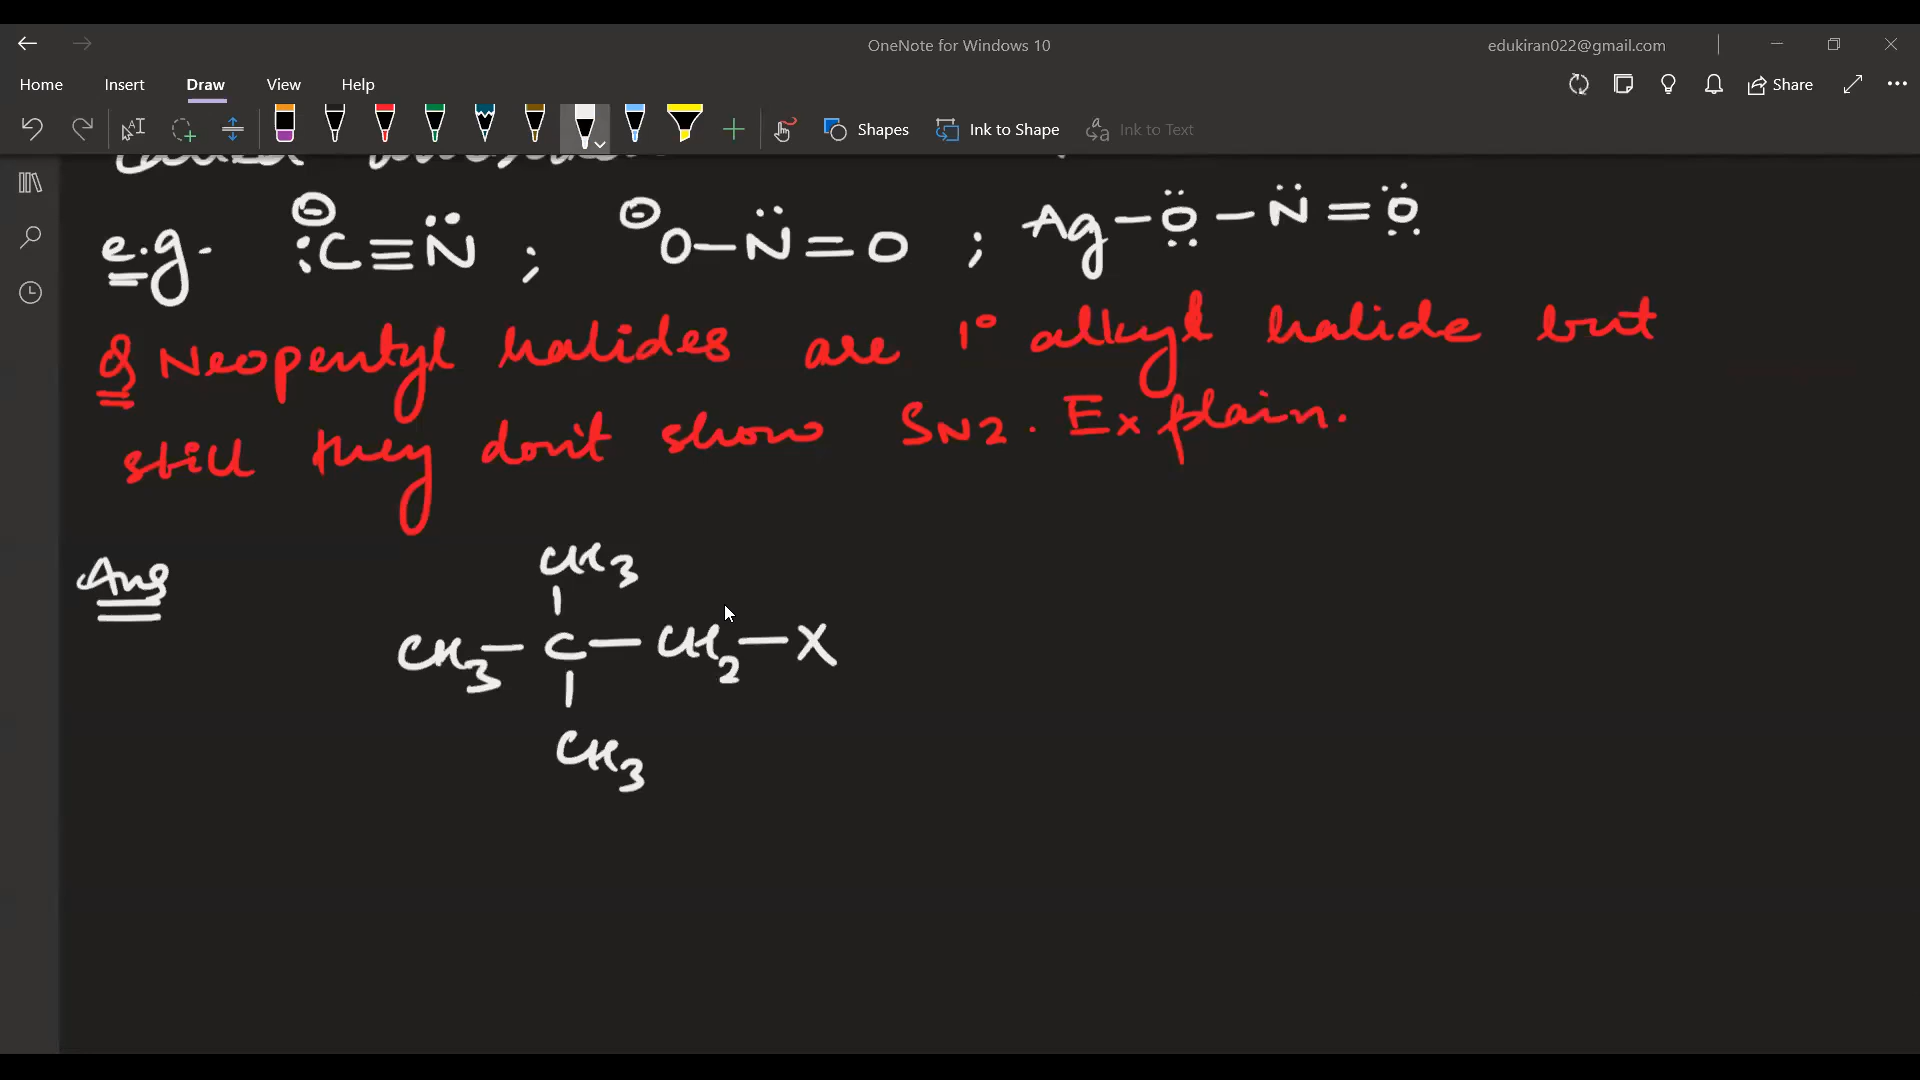 OneNote for Windows 10
edukiran022@gmail.com
Home Insert Draw View Help
Share
Shapes Ink to Shape Ink to Text
e.g. ⊖ :C≡N̈ ; ⊖O–N̈=O ; Ag–Ö–N̈=Ö
Q Neopentyl halides are 1° alkyl halide but
still they don't show SN2. Explain.
Ans
CH3
|
CH3–C–CH2–X
|
CH3